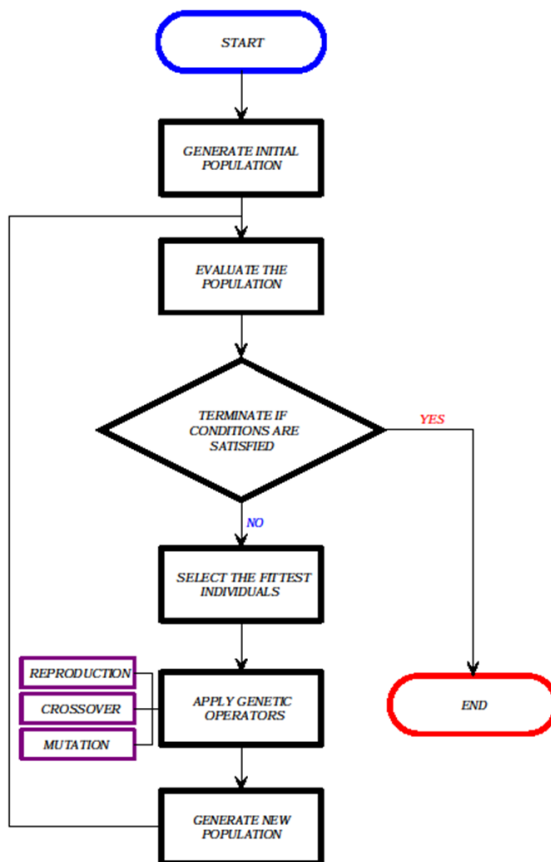 START
GENERATE INITIAL
POPULATION
EVALUATE THE
POPULATION
TERMINATE IF
CONDITIONS ARE
SATISFIED
YES
NO
SELECT THE FITTEST
INDIVIDUALS
REPRODUCTION
CROSSOVER
MUTATION
APPLY GENETIC
OPERATORS
END
GENERATE NEW
POPULATION